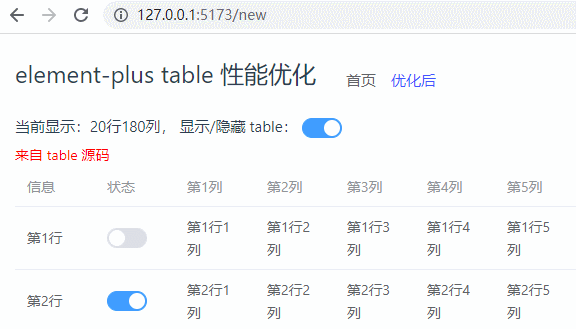 127.0.0.1:5173/new
element-plus table 性能优化 首页 优化后
当前显示：20行180列， 显示/隐藏 table：
来自 table 源码
信息 状态 第1列 第2列 第3列 第4列 第5列
第1行 第1行1列 第1行2列 第1行3列 第1行4列 第1行5列
第2行 第2行1列 第2行2列 第2行3列 第2行4列 第2行5列